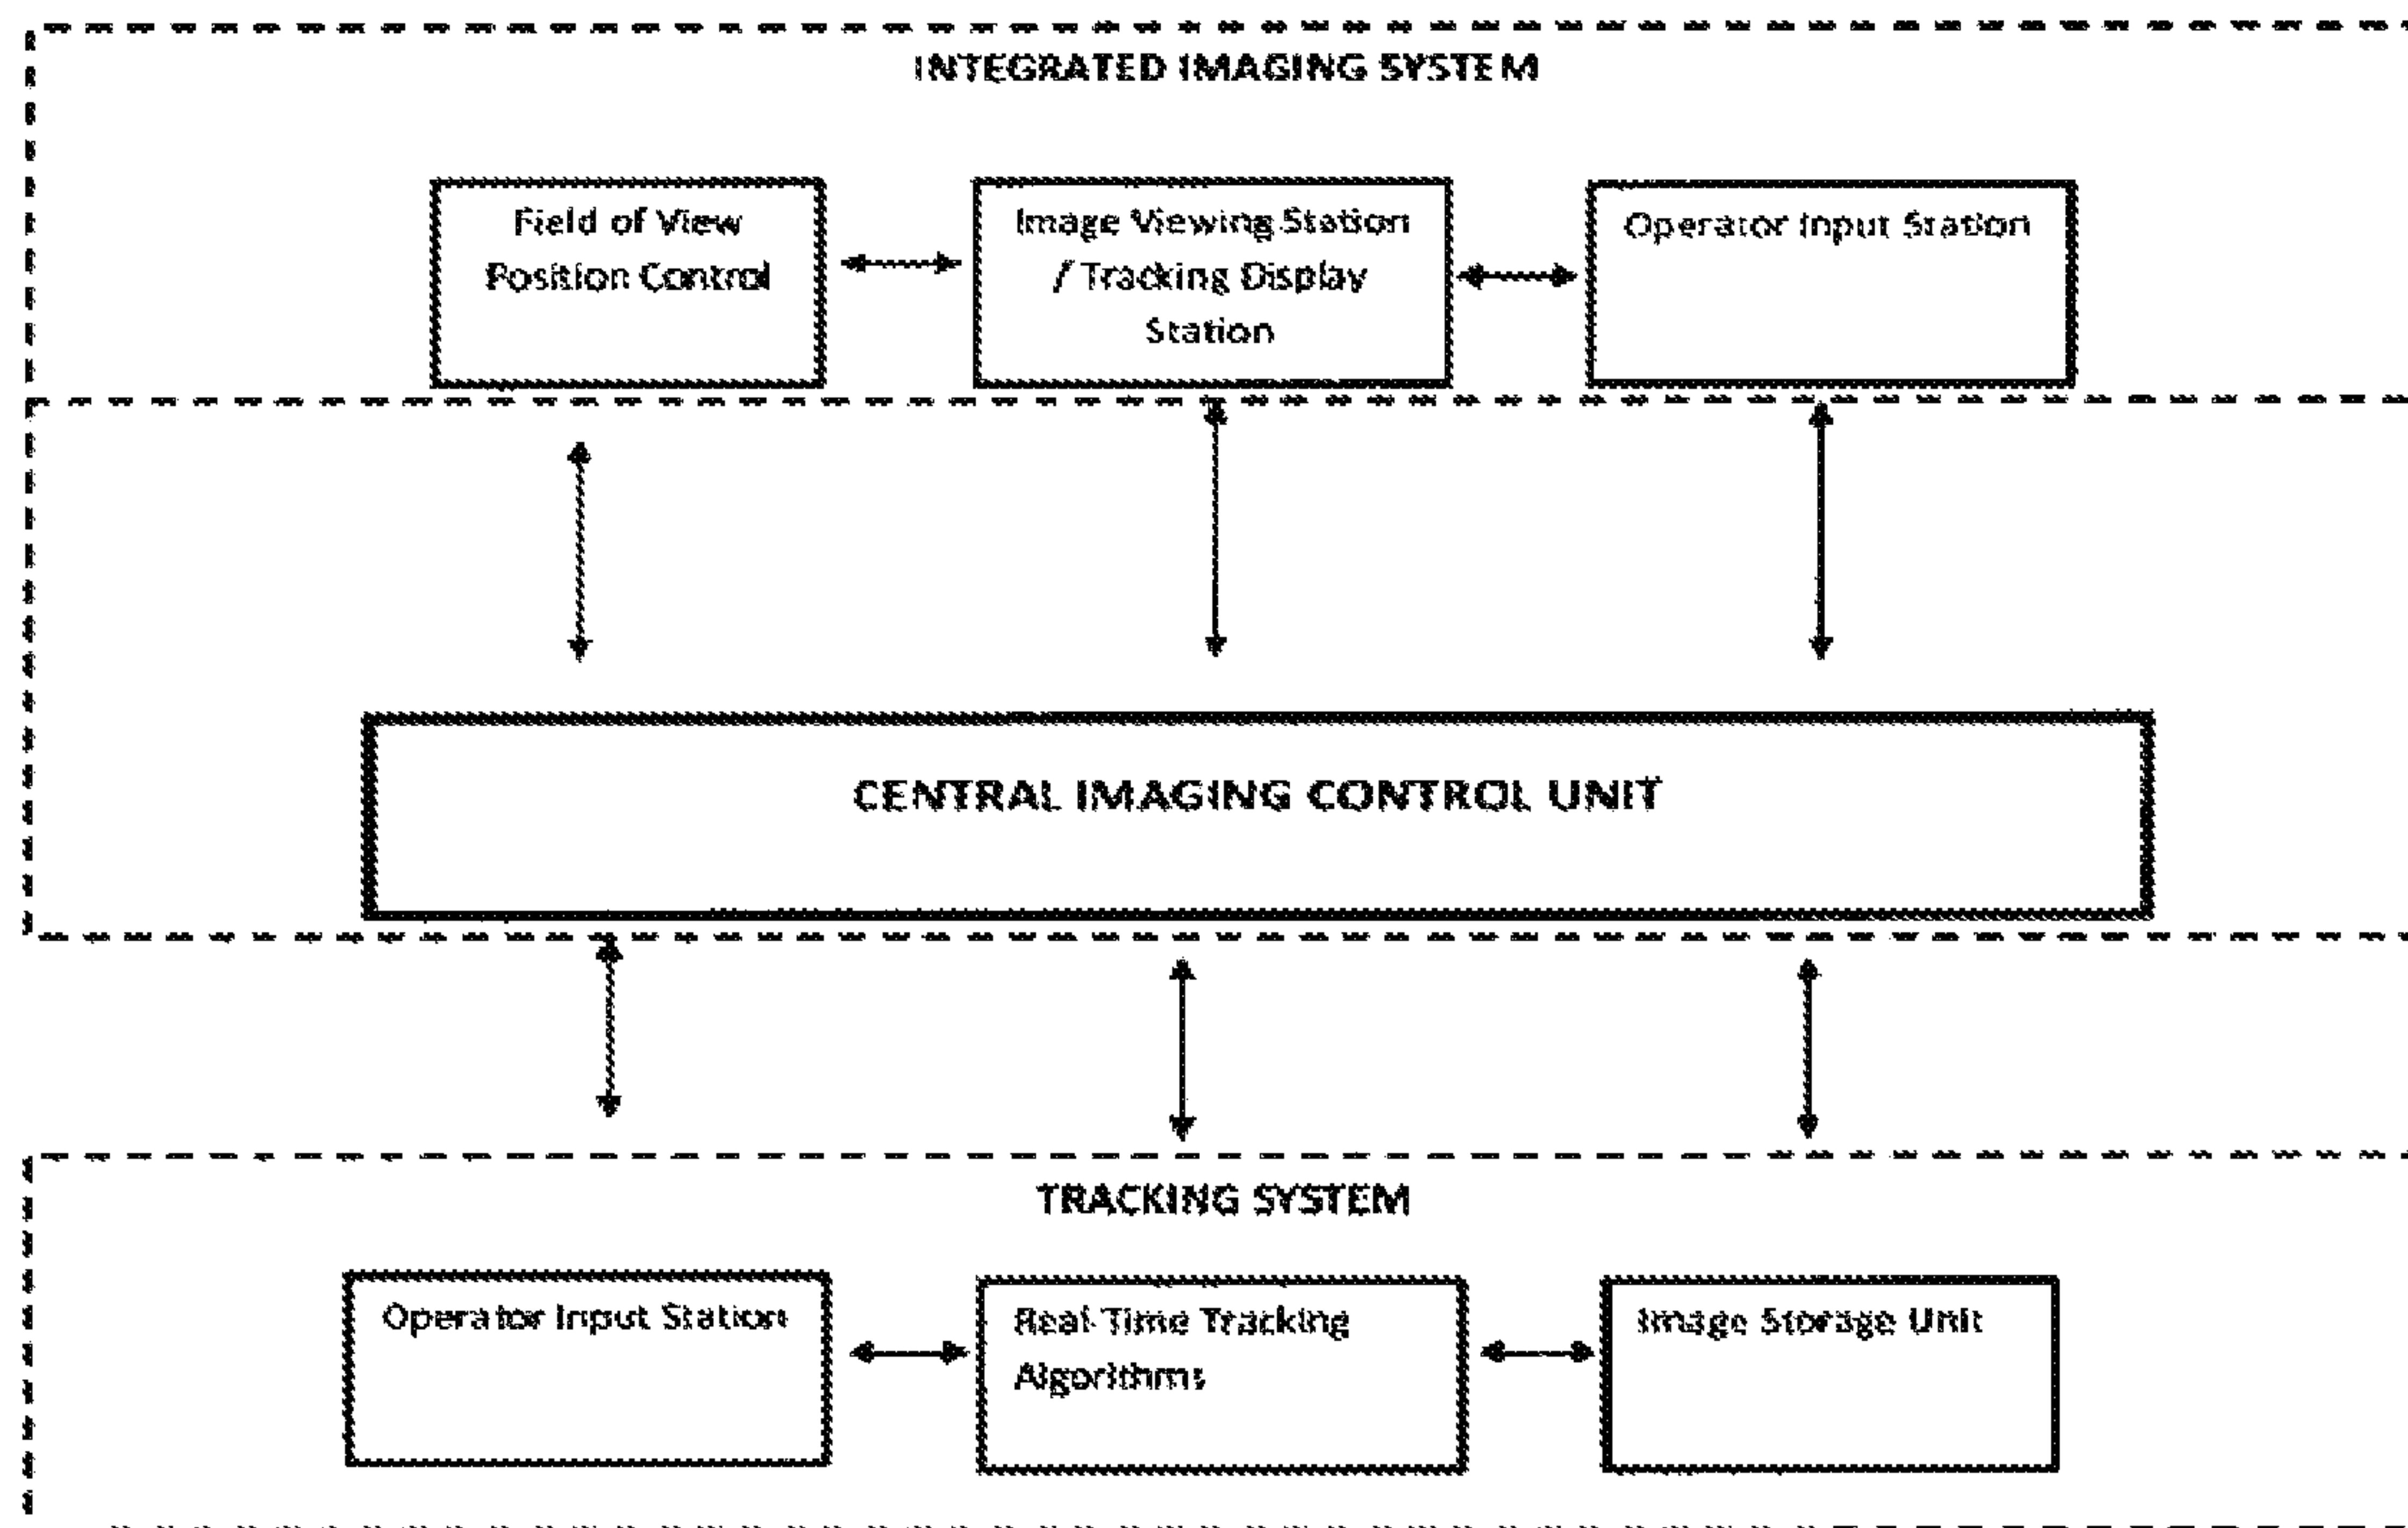 INTEGRATED IMAGING SYSTEM
Field of View
Position Control
Image Viewing Station
/ Tracking Display
Station
Operator Input Station
CENTRAL IMAGING CONTROL UNIT
TRACKING SYSTEM
Operator Input Station
Real-Time Tracking
Algorithms
Image Storage Unit